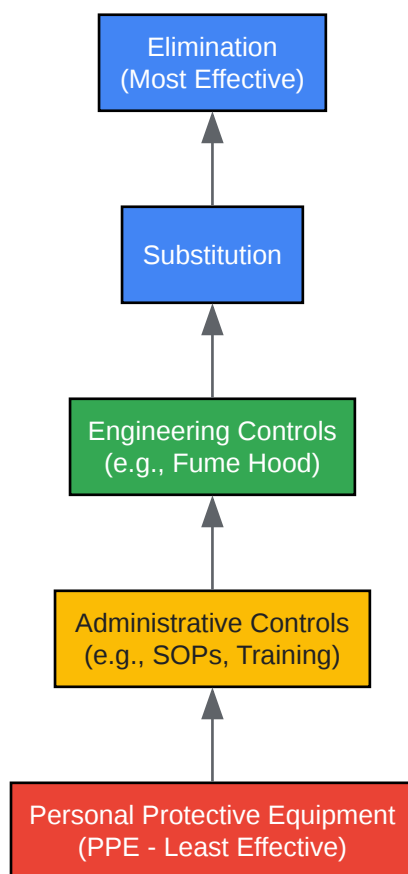 Elimination
(Most Effective)
Substitution
Engineering Controls
(e.g., Fume Hood)
Administrative Controls
(e.g., SOPs, Training)
Personal Protective Equipment
(PPE - Least Effective)